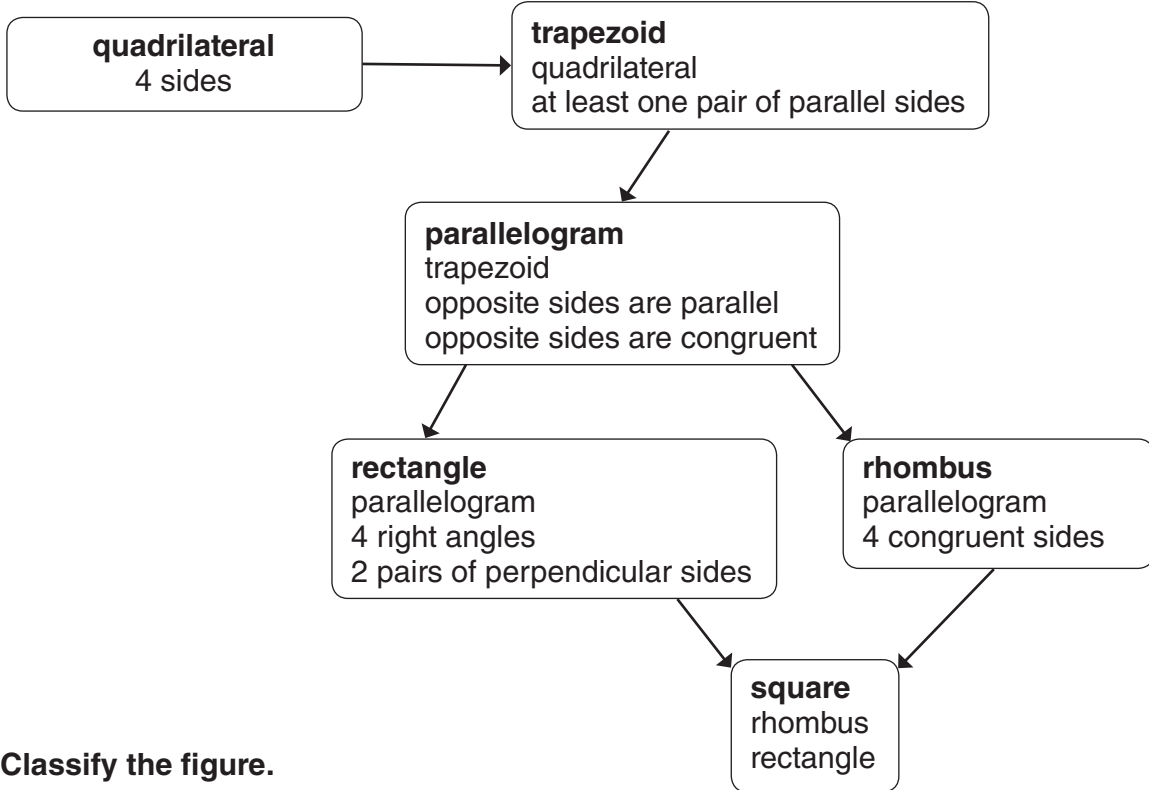 quadrilateral
4 sides
trapezoid
quadrilateral
at least one pair of parallel sides
parallelogram
trapezoid
opposite sides are parallel
opposite sides are congruent
rectangle
parallelogram
4 right angles
2 pairs of perpendicular sides
rhombus
parallelogram
4 congruent sides
square
rhombus
rectangle
Classify the figure.